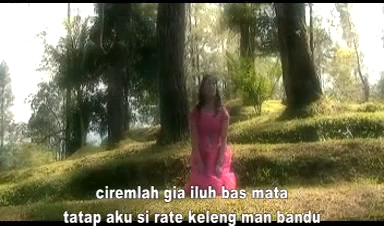 ciremlah gia iluh bas mata
tatap aku si rate keleng man bandu